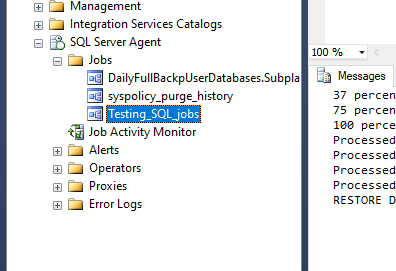 Management
Integration Services Catalogs
SQL Server Agent
Jobs
DailyFullBackpUserDatabases.Subpla
syspolicy_purge_history
Testing_SQL_jobs
Job Activity Monitor
Alerts
Operators
Proxies
Error Logs
100 %
Messages
37 percen
75 percen
100 perce
Processed
Processed
Processed
Processed
RESTORE D